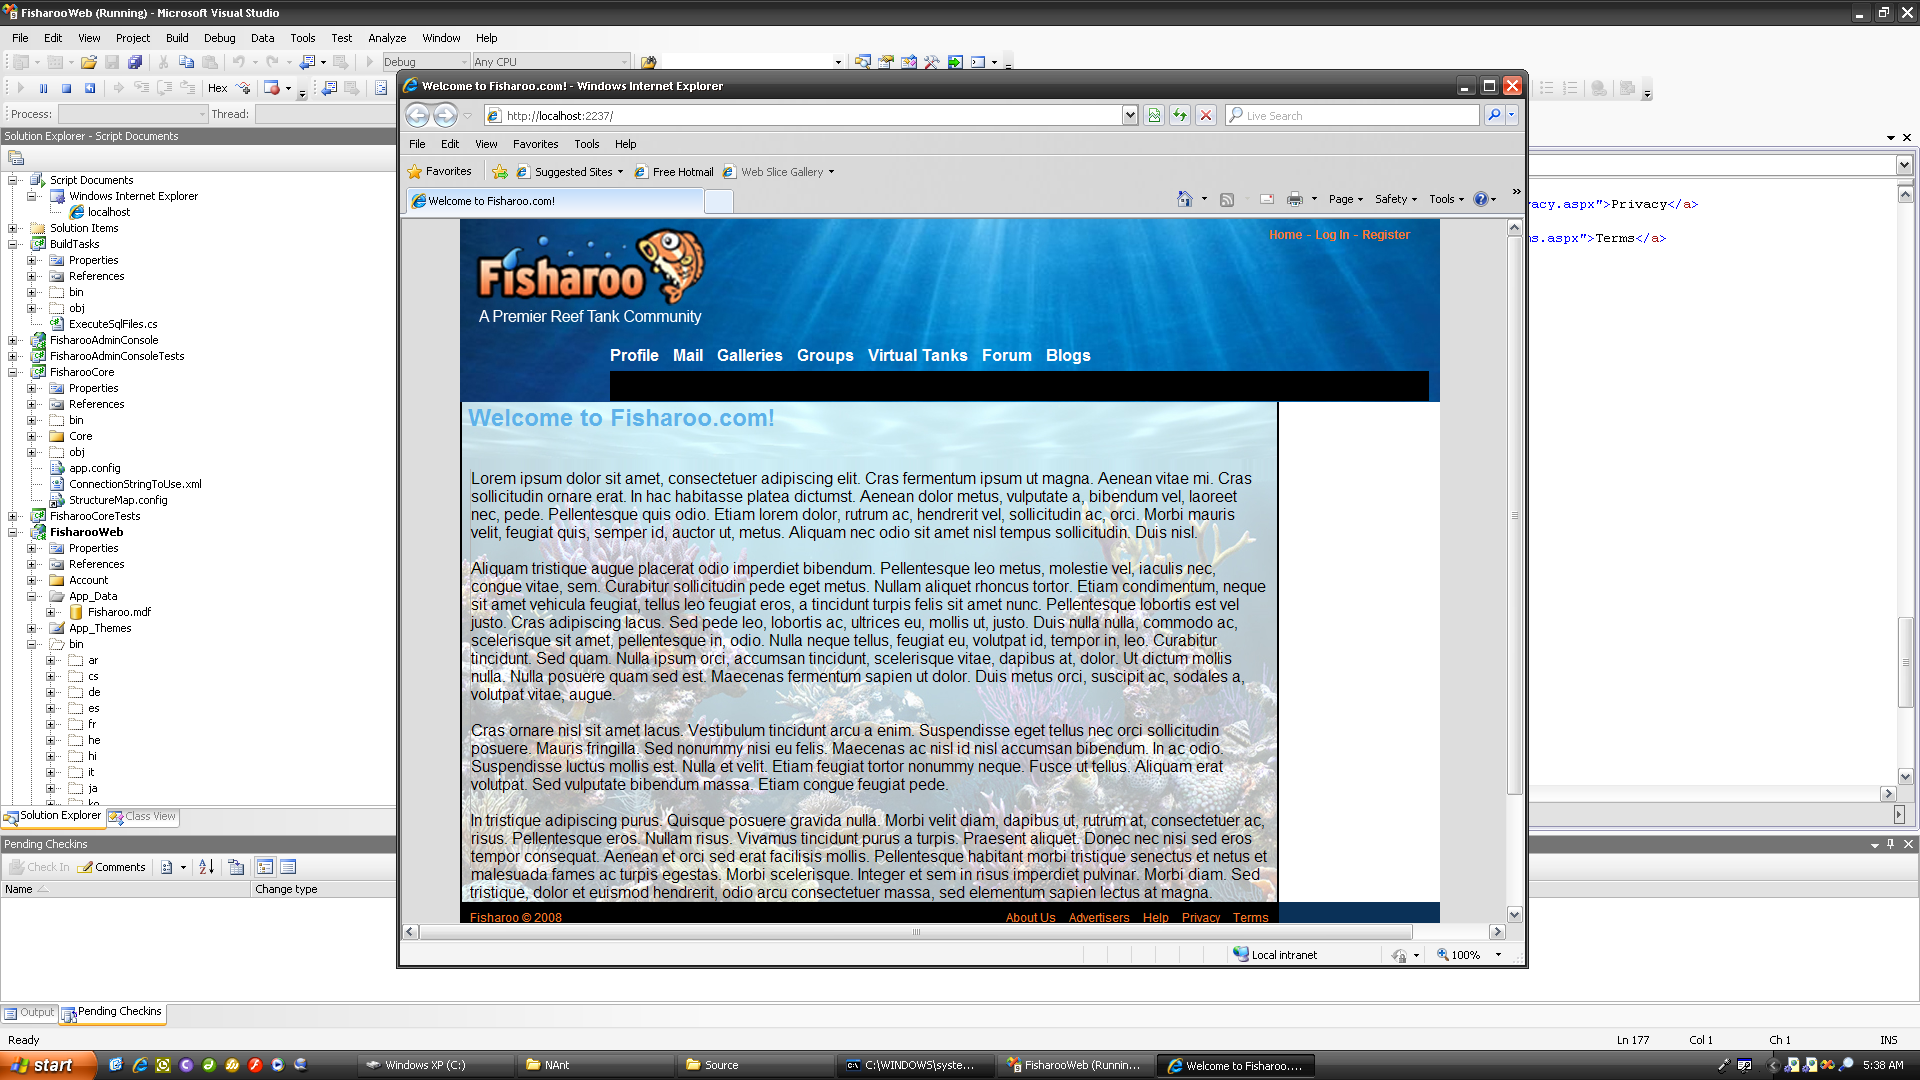 FisharooWeb (Running) - Microsoft Visual Studio
File Edit View Project Build Debug Data Tools Test Analyze Window Help
Debug Any CPU
Hex
Process: Thread:
Solution Explorer - Script Documents
Script Documents
Windows Internet Explorer
localhost
Solution Items
BuildTasks
Properties
References
bin
obj
ExecuteSqlFiles.cs
FisharooAdminConsole
FisharooAdminConsoleTests
FisharooCore
Properties
References
bin
Core
obj
app.config
ConnectionStringToUse.xml
StructureMap.config
FisharooCoreTests
FisharooWeb
Properties
References
Account
App_Data
Fisharoo.mdf
App_Themes
bin
ar
cs
de
es
fr
he
hi
it
ja
ko
Solution Explorer Class View
Pending Checkins
Check In Comments
Name Change type
Output Pending Checkins
Ready
Welcome to Fisharoo.com! - Windows Internet Explorer
http://localhost:2237/
Live Search
File Edit View Favorites Tools Help
Favorites Suggested Sites Free Hotmail Web Slice Gallery
Welcome to Fisharoo.com!
Page Safety Tools
Home - Log In - Register
Fisharoo
A Premier Reef Tank Community
Profile Mail Galleries Groups Virtual Tanks Forum Blogs
Welcome to Fisharoo.com!
Lorem ipsum dolor sit amet, consectetuer adipiscing elit. Cras fermentum ipsum ut magna. Aenean vitae mi. Cras
sollicitudin ornare erat. In hac habitasse platea dictumst. Aenean dolor metus, vulputate a, bibendum vel, laoreet
nec, pede. Pellentesque quis odio. Etiam lorem dolor, rutrum ac, hendrerit vel, sollicitudin ac, orci. Morbi mauris
velit, feugiat quis, semper id, auctor ut, metus. Aliquam nec odio sit amet nisl tempus sollicitudin. Duis nisl.
Aliquam tristique augue placerat odio imperdiet bibendum. Pellentesque leo metus, molestie vel, iaculis nec,
congue vitae, sem. Curabitur sollicitudin pede eget metus. Nullam aliquet rhoncus tortor. Etiam condimentum, neque
sit amet vehicula feugiat, tellus leo feugiat eros, a tincidunt turpis felis sit amet nunc. Pellentesque lobortis est vel
justo. Cras adipiscing lacus. Sed pede leo, lobortis ac, ultrices eu, mollis ut, justo. Duis nulla nulla, commodo ac,
scelerisque sit amet, pellentesque in, odio. Nulla neque tellus, feugiat eu, volutpat id, tempor in, leo. Curabitur
tincidunt. Sed quam. Nulla ipsum orci, accumsan tincidunt, scelerisque vitae, dapibus at, dolor. Ut dictum mollis
nulla. Nulla posuere quam sed est. Maecenas fermentum sapien ut dolor. Duis metus orci, suscipit ac, sodales a,
volutpat vitae, augue.
Cras ornare nisl sit amet lacus. Vestibulum tincidunt arcu a enim. Suspendisse eget tellus nec orci sollicitudin
posuere. Mauris fringilla. Sed nonummy nisi eu felis. Maecenas ac nisl id nisl accumsan bibendum. In ac odio.
Suspendisse luctus mollis est. Nulla et velit. Etiam feugiat tortor nonummy neque. Fusce ut tellus. Aliquam erat
volutpat. Sed vulputate bibendum massa. Etiam congue feugiat pede.
In tristique adipiscing purus. Quisque posuere gravida nulla. Morbi velit diam, dapibus ut, rutrum at, consectetuer ac,
risus. Pellentesque eros. Nullam risus. Vivamus tincidunt purus a turpis. Praesent aliquet. Donec nec nisi sed eros
tempor consequat. Aenean et orci sed erat facilisis mollis. Pellentesque habitant morbi tristique senectus et netus et
malesuada fames ac turpis egestas. Morbi scelerisque. Integer et sem in risus imperdiet pulvinar. Morbi diam. Sed
tristique, dolor et euismod hendrerit, odio arcu consectetuer massa, sed elementum sapien lectus at magna.
Fisharoo © 2008 About Us Advertisers Help Privacy Terms
Local intranet 100%
vacy.aspx">Privacy</a>
ms.aspx">Terms</a>
Ln 177 Col 1 Ch 1 INS
start Windows XP (C:) NAnt Source C:\WINDOWS\syste... FisharooWeb (Runnin... Welcome to Fisharoo.... 5:38 AM